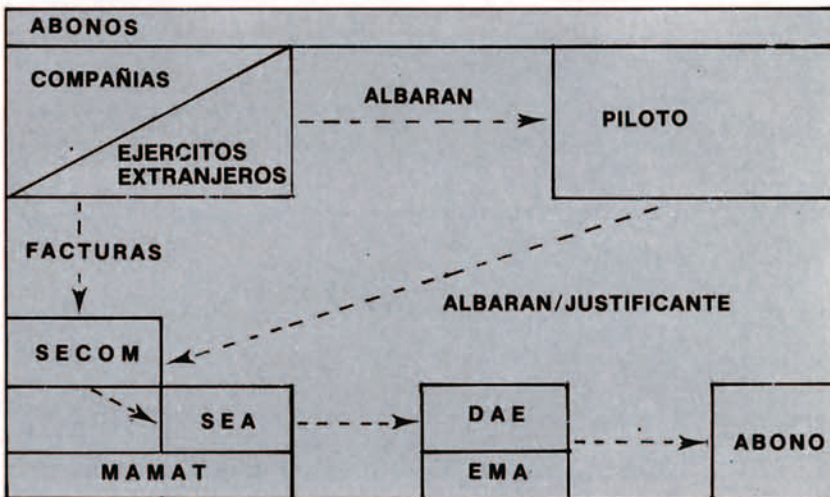 ABONOS
COMPAÑIAS
EJERCITOS
EXTRANJEROS
ALBARAN
PILOTO
FACTURAS
ALBARAN/JUSTIFICANTE
SECOM
SEA
MAMAT
DAE
EMA
ABONO